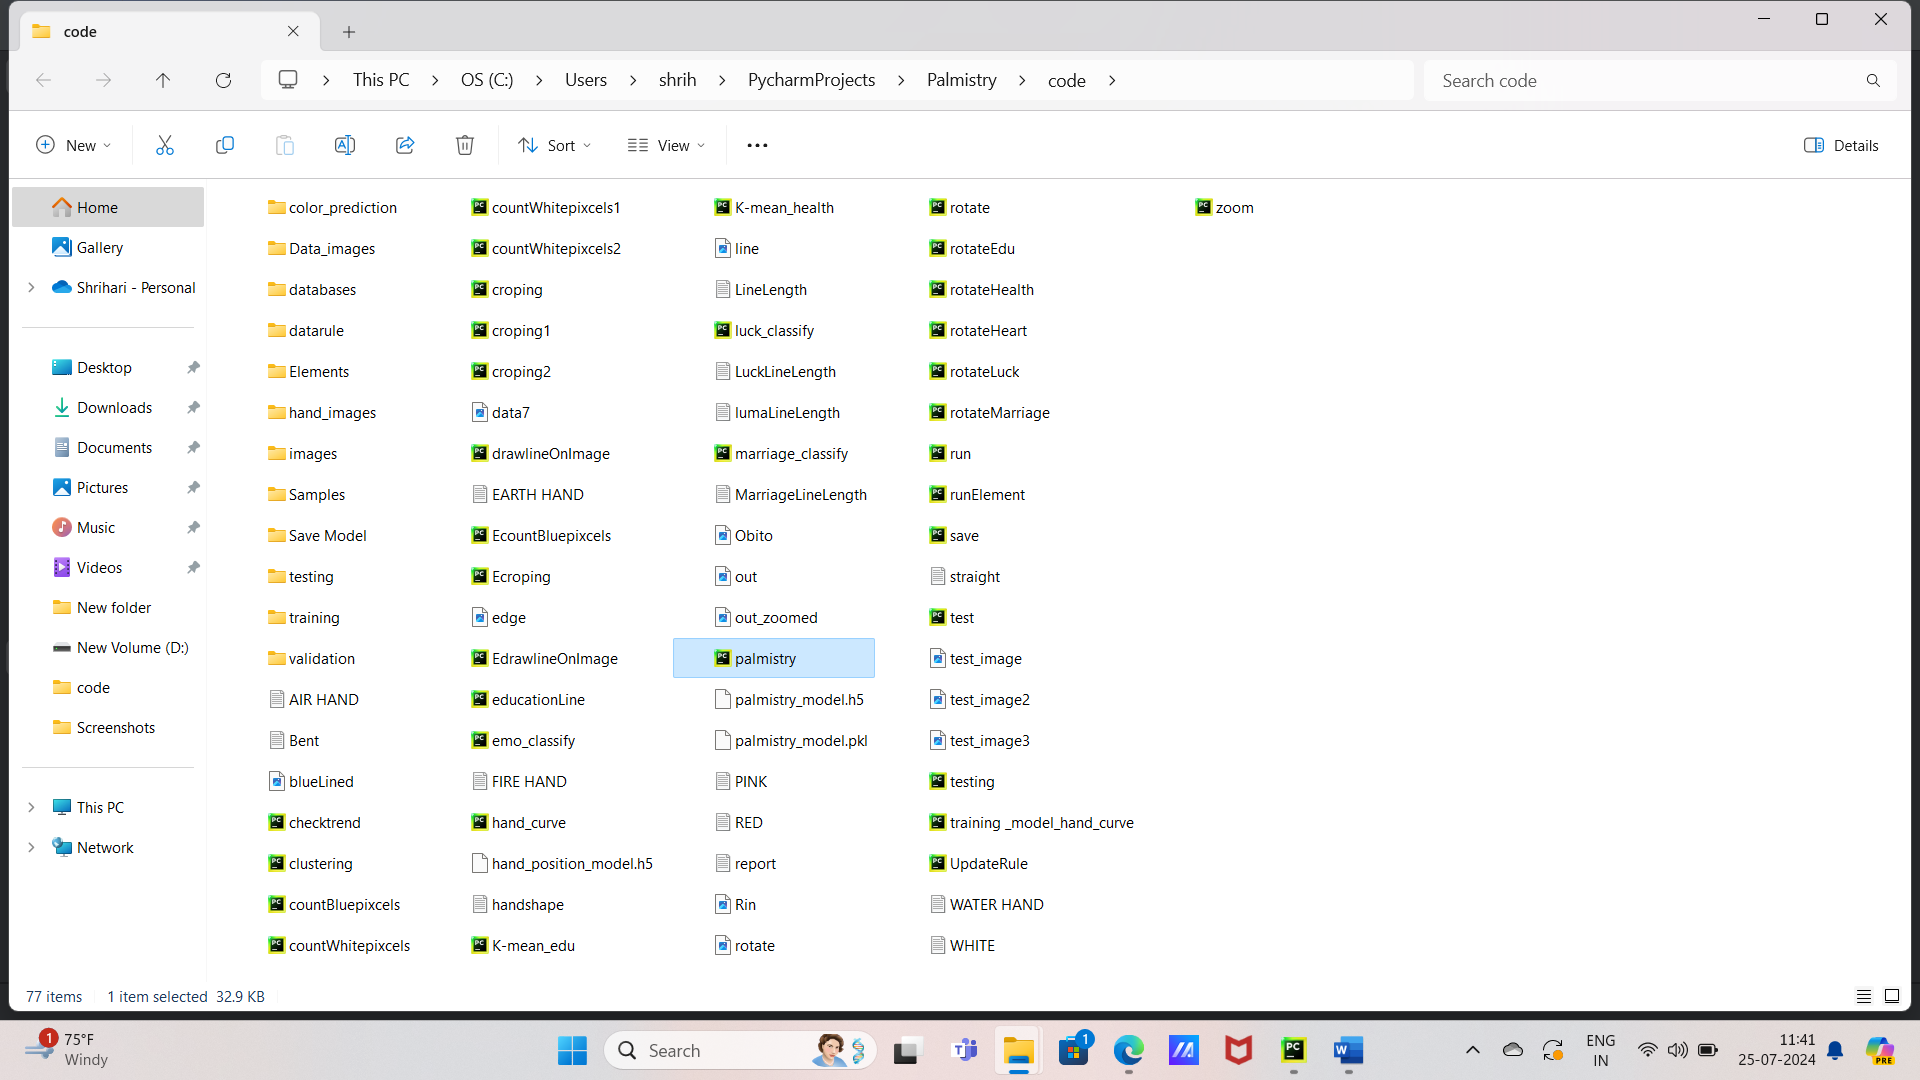 code
This PC
OS (C:)
Users
shrih
PycharmProjects
Palmistry
code
Search code
New
Sort
View
Details
Home
Gallery
Shrihari - Personal
Desktop
Downloads
Documents
Pictures
Music
Videos
New folder
New Volume (D:)
code
Screenshots
This PC
Network
color_prediction
Data_images
databases
datarule
Elements
hand_images
images
Samples
Save Model
testing
training
validation
AIR HAND
Bent
blueLined
checktrend
clustering
countBluepixcels
countWhitepixcels
countWhitepixcels1
countWhitepixcels2
croping
croping1
croping2
data7
drawlineOnImage
EARTH HAND
EcountBluepixcels
Ecroping
edge
EdrawlineOnImage
educationLine
emo_classify
FIRE HAND
hand_curve
hand_position_model.h5
handshape
K-mean_edu
K-mean_health
line
LineLength
luck_classify
LuckLineLength
lumaLineLength
marriage_classify
MarriageLineLength
Obito
out
out_zoomed
palmistry
palmistry_model.h5
palmistry_model.pkl
PINK
RED
report
Rin
rotate
rotate
rotateEdu
rotateHealth
rotateHeart
rotateLuck
rotateMarriage
run
runElement
save
straight
test
test_image
test_image2
test_image3
testing
training _model_hand_curve
UpdateRule
WATER HAND
WHITE
zoom
77 items
1 item selected 32.9 KB
1
75°F
Windy
Search
1
ENG
IN
11:41
25-07-2024
PRE